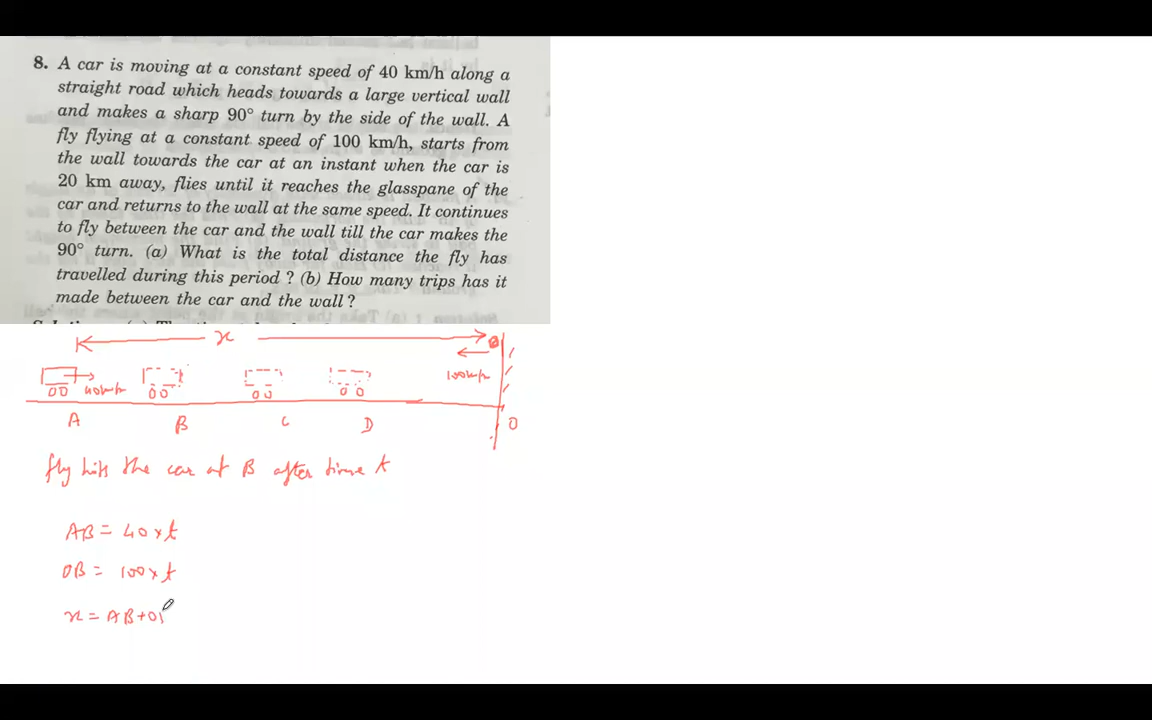 8. A car is moving at a constant speed of 40 km/h along a
straight road which heads towards a large vertical wall
and makes a sharp 90° turn by the side of the wall. A
fly flying at a constant speed of 100 km/h, starts from
the wall towards the car at an instant when the car is
20 km away, flies until it reaches the glasspane of the
car and returns to the wall at the same speed. It continues
to fly between the car and the wall till the car makes the
90° turn. (a) What is the total distance the fly has
travelled during this period ? (b) How many trips has it
made between the car and the wall ?
x
A B C D O
fly hits the car at B after time t
AB = 40 × t
OB = 100 × t
x = AB + O